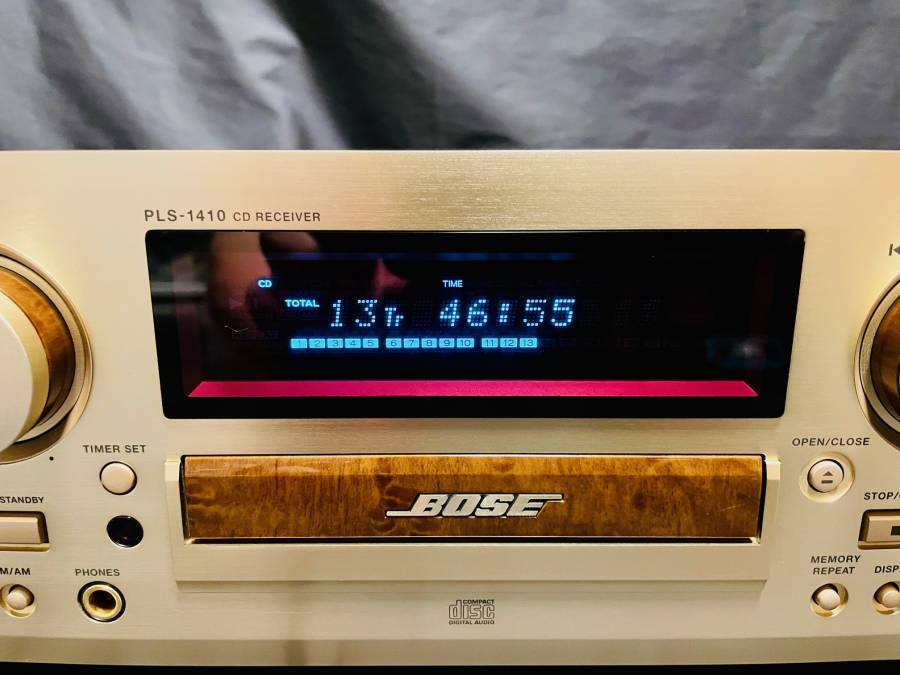 PLS-1410 CD RECEIVER
CD TIME
TOTAL 13Tr 46:55
1 2 3 4 5 6 7 8 9 10 11 12 13
TIMER SET
OPEN/CLOSE
STANDBY
BOSE
PHONES
MEMORY
REPEAT
COMPACT
disc
DIGITAL AUDIO